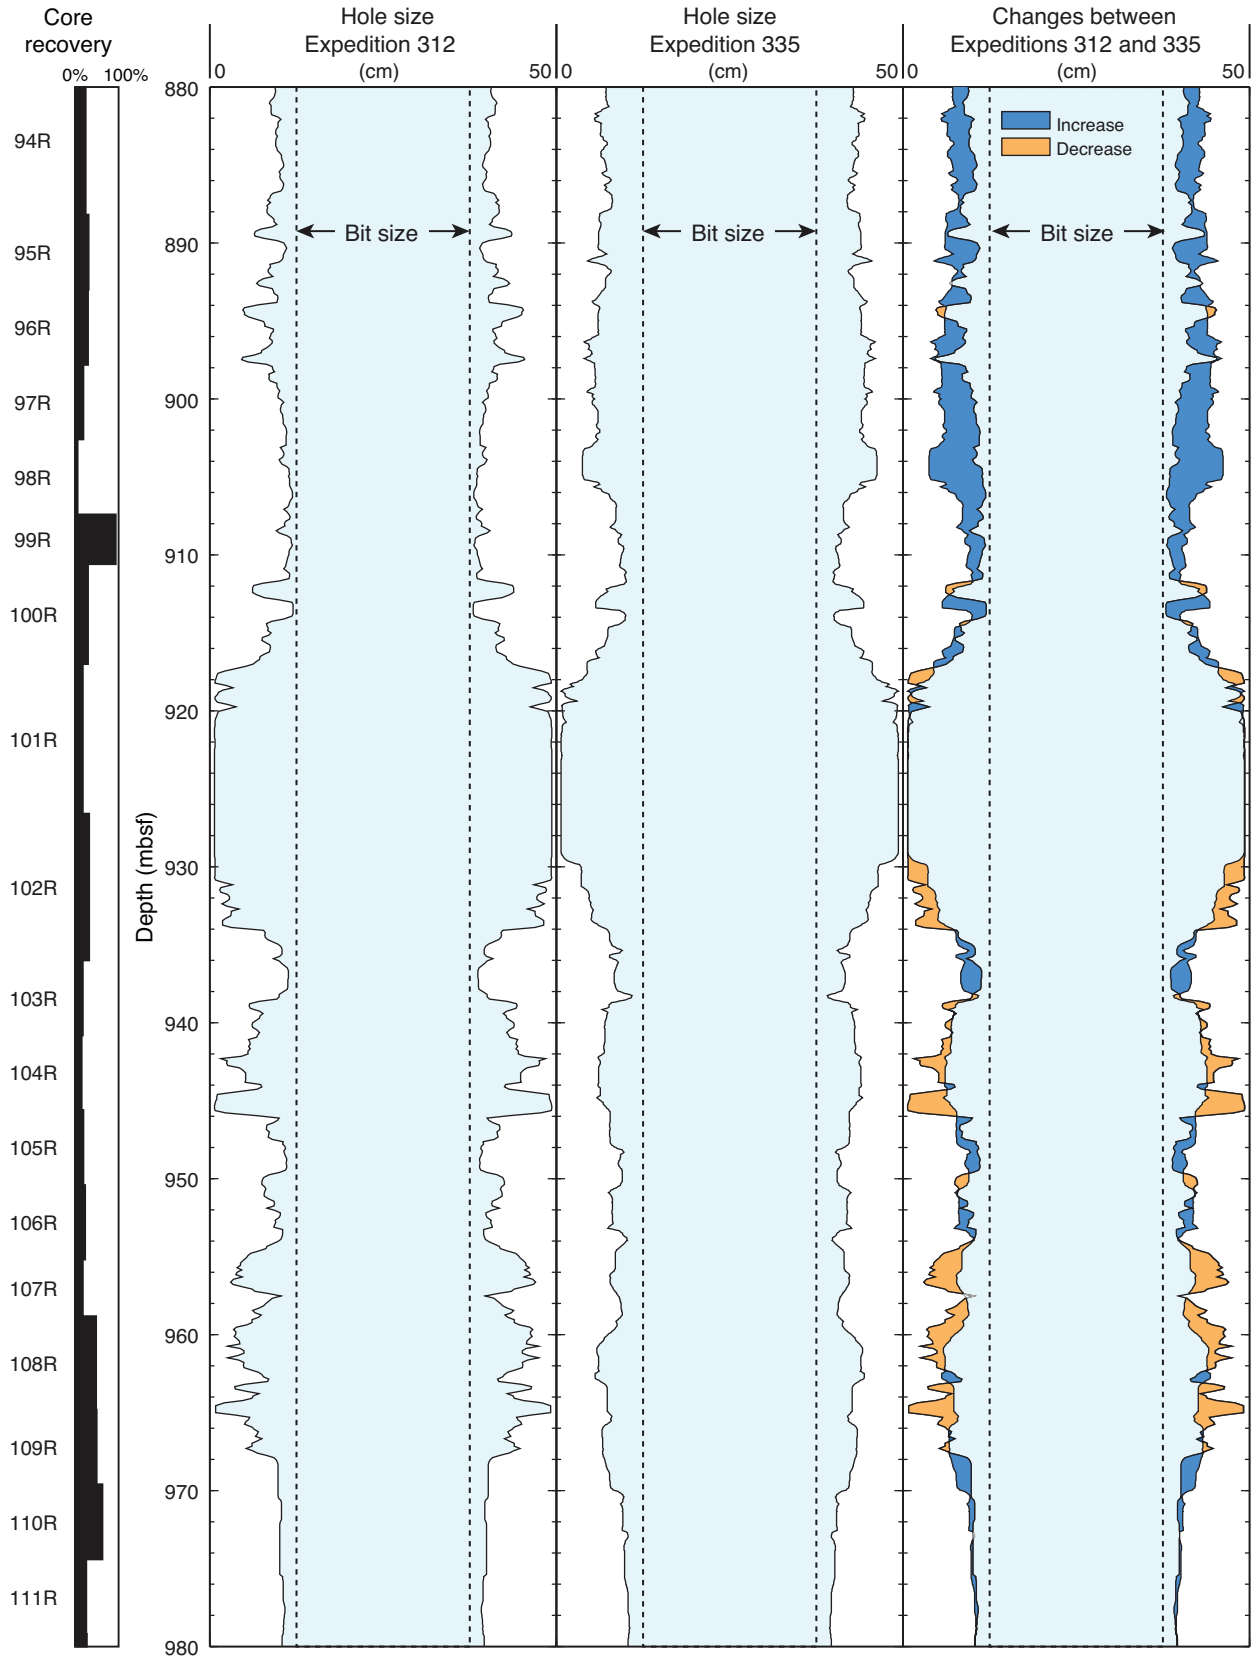 Core
recovery
0% 100%
Hole size
Expedition 312
0 (cm) 50
Hole size
Expedition 335
0 (cm) 50
Changes between
Expeditions 312 and 335
0 (cm) 50
Increase
Decrease
Bit size
Bit size
Bit size
94R
95R
96R
97R
98R
99R
100R
101R
102R
103R
104R
105R
106R
107R
108R
109R
110R
111R
Depth (mbsf)
880
890
900
910
920
930
940
950
960
970
980